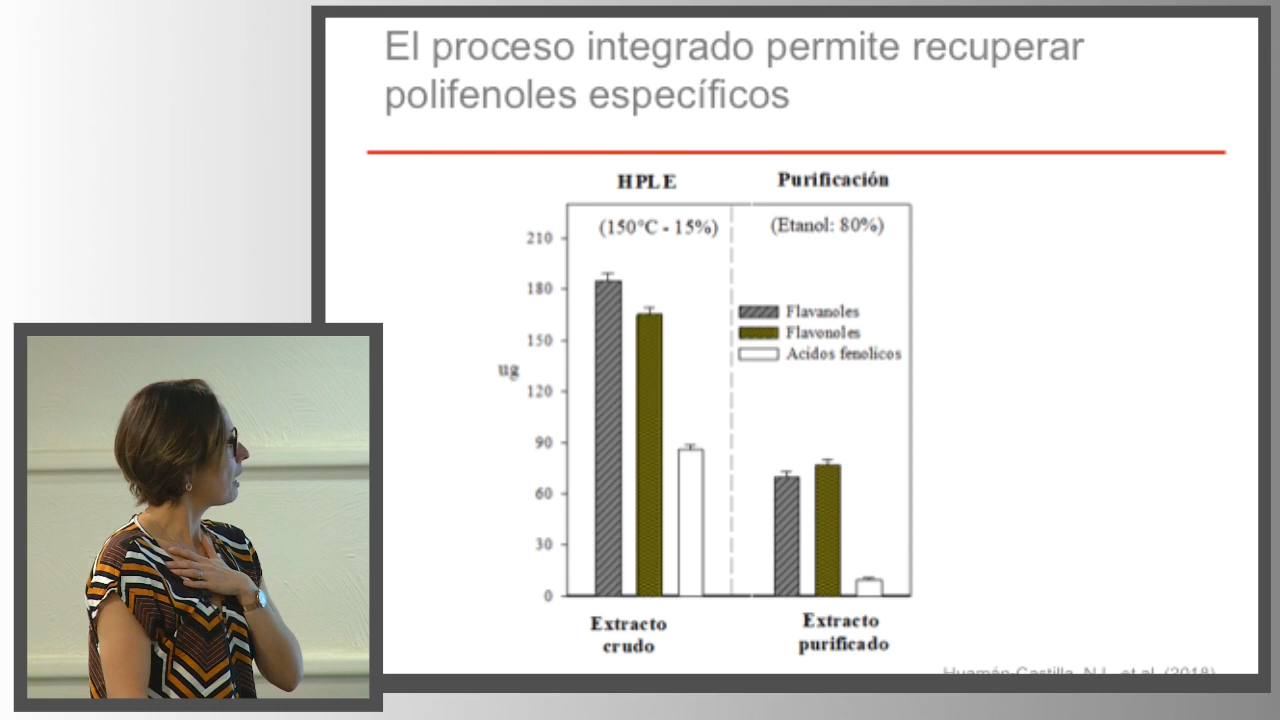 El proceso integrado permite recuperar
polifenoles específicos
HPLE
Purificación
(150°C - 15%)
(Etanol: 80%)
210
180
150
120
90
60
30
0
ug
Flavanoles
Flavonoles
Acidos fenolicos
Extracto
crudo
Extracto
purificado
Huamán-Castilla, N.L., et al. (2018)